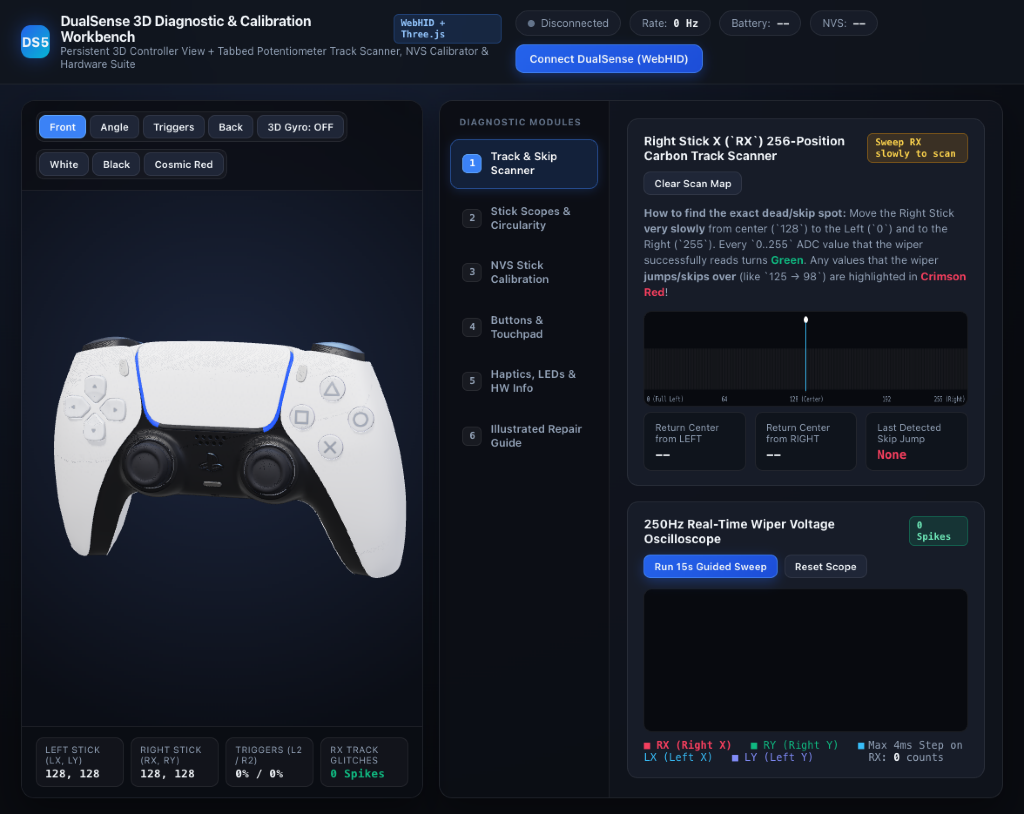 DS5
DualSense 3D Diagnostic & Calibration
Workbench
Persistent 3D Controller View + Tabbed Potentiometer Track Scanner, NVS Calibrator &
Hardware Suite
WebHID +
Three.js
Disconnected
Rate: 0 Hz
Battery: --
NVS: --
Connect DualSense (WebHID)
Front
Angle
Triggers
Back
3D Gyro: OFF
White
Black
Cosmic Red
LEFT STICK
(LX, LY)
128, 128
RIGHT STICK
(RX, RY)
128, 128
TRIGGERS (L2
/ R2)
0% / 0%
RX TRACK
GLITCHES
0 Spikes
DIAGNOSTIC MODULES
1 Track & Skip
Scanner
2 Stick Scopes &
Circularity
3 NVS Stick
Calibration
4 Buttons &
Touchpad
5 Haptics, LEDs &
HW Info
6 Illustrated Repair
Guide
Right Stick X (`RX`) 256-Position
Carbon Track Scanner
Sweep RX
slowly to scan
Clear Scan Map
How to find the exact dead/skip spot: Move the Right Stick
very slowly from center (`128`) to the Left (`0`) and to the
Right (`255`). Every `0..255` ADC value that the wiper
successfully reads turns Green. Any values that the wiper
jumps/skips over (like `125 → 98`) are highlighted in Crimson
Red!
0 (Full Left)
64
128 (Center)
192
255 (Right)
Return Center
from LEFT
--
Return Center
from RIGHT
--
Last Detected
Skip Jump
None
250Hz Real-Time Wiper Voltage
Oscilloscope
0
Spikes
Run 15s Guided Sweep
Reset Scope
■ RX (Right X) ■ RY (Right Y) ■
LX (Left X) ■ LY (Left Y)
Max 4ms Step on
RX: 0 counts